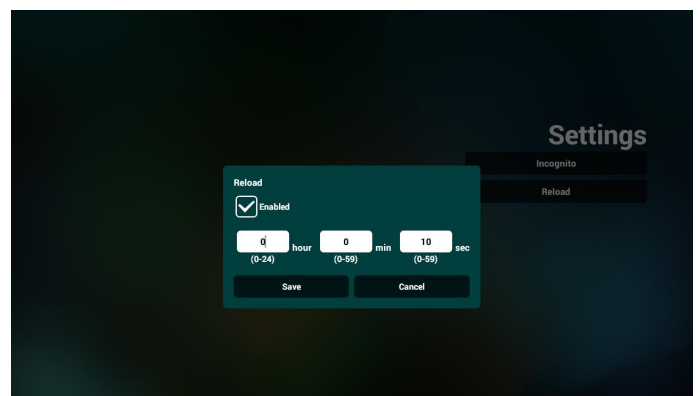 Settings
Incognito
Reload
Reload
Enabled
0 hour 0 min 10 sec
(0-24) (0-59) (0-59)
Save Cancel